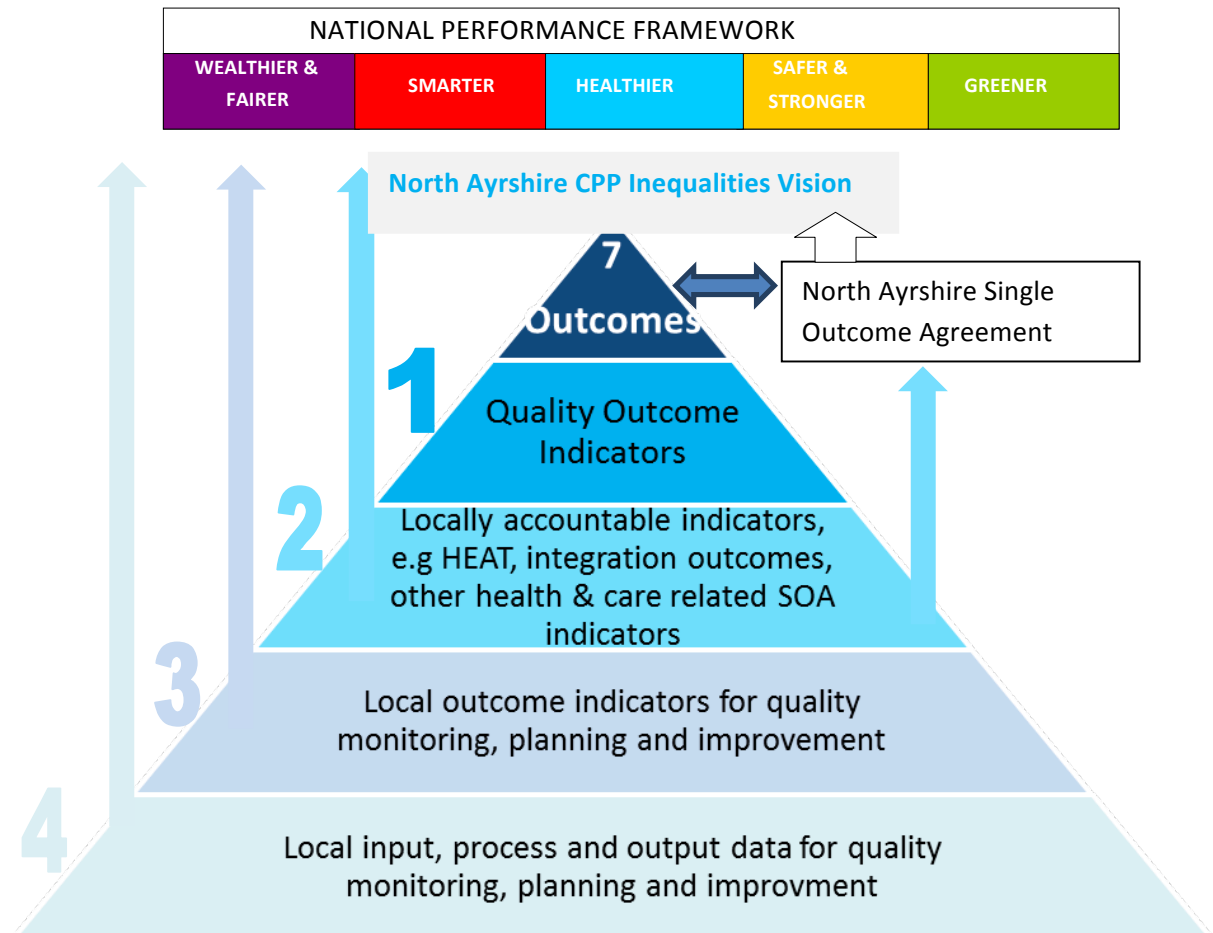 NATIONAL PERFORMANCE FRAMEWORK
WEALTHIER &
FAIRER
SMARTER
HEALTHIER
SAFER &
STRONGER
GREENER
North Ayrshire CPP Inequalities Vision
7
Outcomes
North Ayrshire Single
Outcome Agreement
1
Quality Outcome
Indicators
2
Locally accountable indicators,
e.g HEAT, integration outcomes,
other health & care related SOA
indicators
3
Local outcome indicators for quality
monitoring, planning and improvement
4
Local input, process and output data for quality
monitoring, planning and improvment